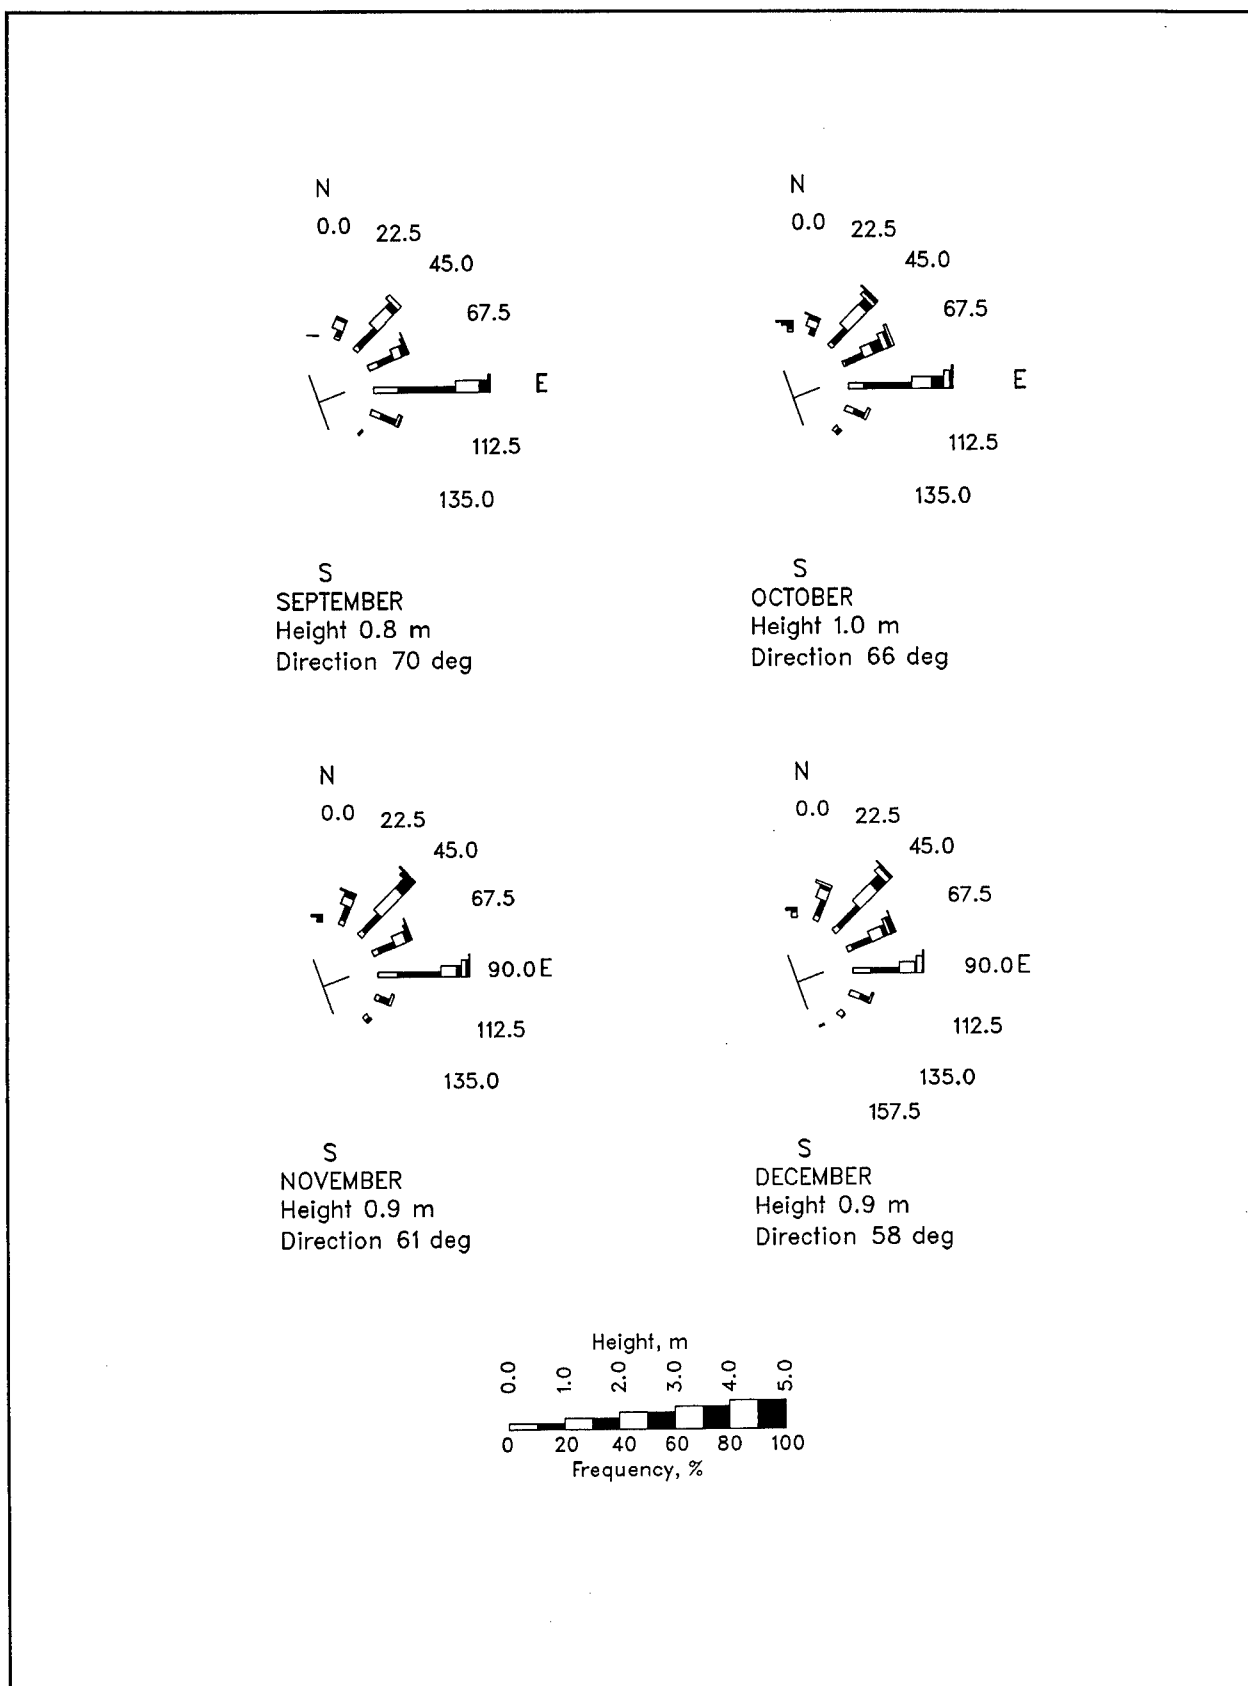 N
0.0
22.5
45.0
67.5
E
112.5
135.0
S
SEPTEMBER
Height 0.8 m
Direction 70 deg
N
0.0
22.5
45.0
67.5
E
112.5
135.0
S
OCTOBER
Height 1.0 m
Direction 66 deg
N
0.0
22.5
45.0
67.5
90.0 E
112.5
135.0
S
NOVEMBER
Height 0.9 m
Direction 61 deg
N
0.0
22.5
45.0
67.5
90.0 E
112.5
135.0
157.5
S
DECEMBER
Height 0.9 m
Direction 58 deg
Height, m
0.0 1.0 2.0 3.0 4.0 5.0
0 20 40 60 80 100
Frequency, %